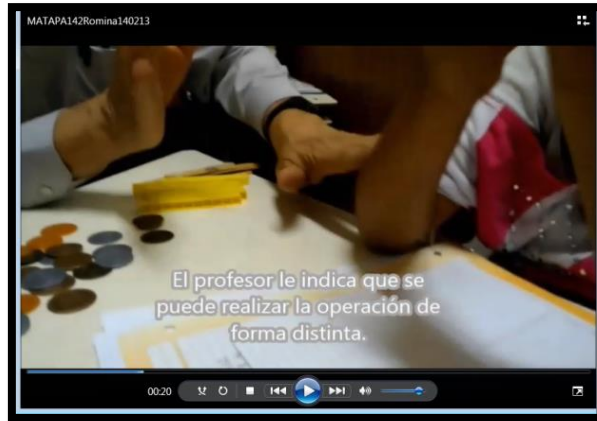 MATAPA142Romina140213
El profesor le indica que se
puede realizar la operación de
forma distinta.
00:20